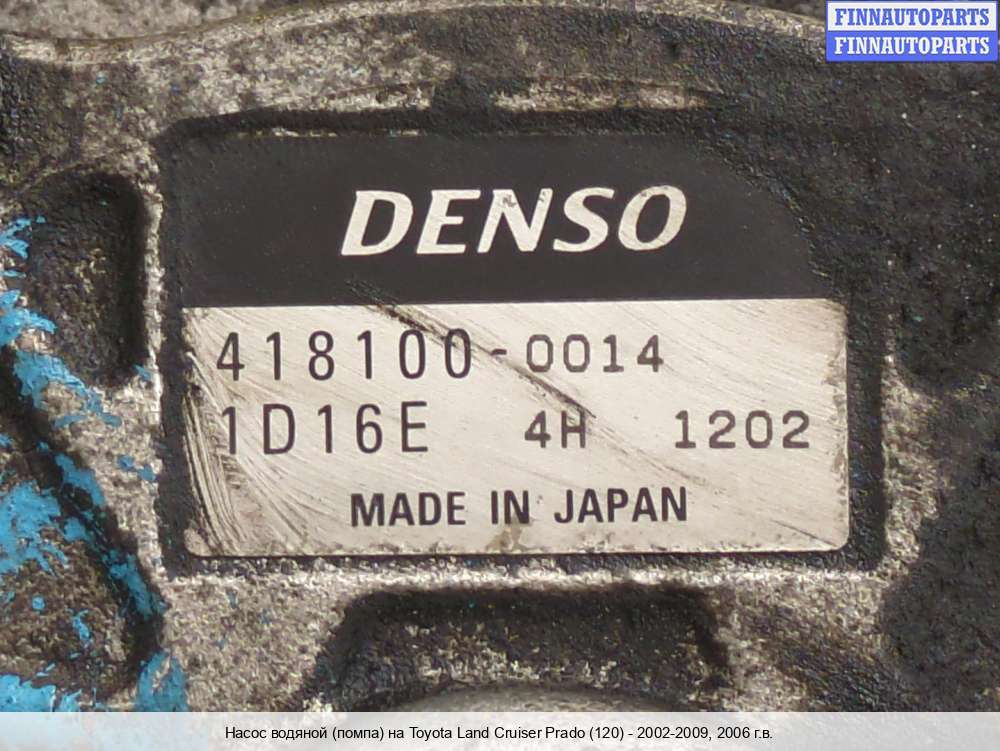 FINNAUTOPARTS
FINNAUTOPARTS
DENSO
418100-0014
1D16E 4H 1202
MADE IN JAPAN
Насос водяной (помпа) на Toyota Land Cruiser Prado (120) - 2002-2009, 2006 г.в.